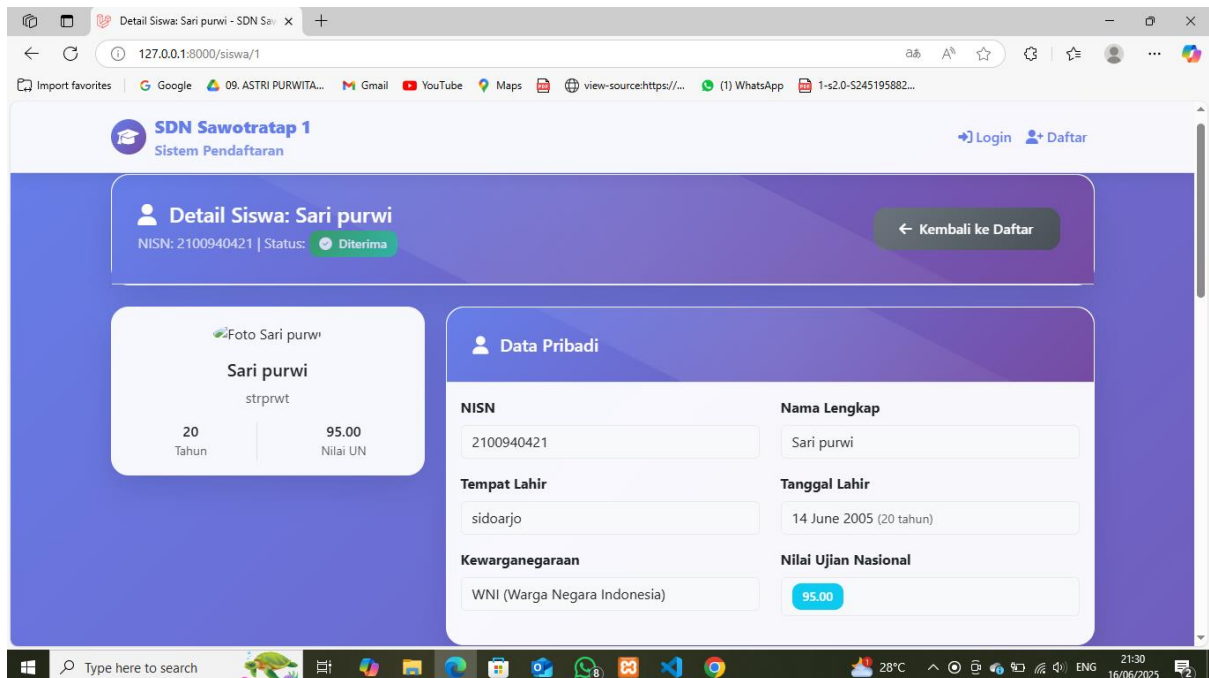 Detail Siswa: Sari purwi - SDN Sav
127.0.0.1:8000/siswa/1
Import favorites Google 09. ASTRI PURWITA... Gmail YouTube Maps view-source:https://... (1) WhatsApp 1-s2.0-S245195882...
SDN Sawotratap 1
Sistem Pendaftaran
Login Daftar
Detail Siswa: Sari purwi
NISN: 2100940421 | Status: Diterima
← Kembali ke Daftar
Foto Sari purwi
Sari purwi
strprwt
20 95.00
Tahun Nilai UN
Data Pribadi
NISN Nama Lengkap
2100940421 Sari purwi
Tempat Lahir Tanggal Lahir
sidoarjo 14 June 2005 (20 tahun)
Kewarganegaraan Nilai Ujian Nasional
WNI (Warga Negara Indonesia) 95.00
Type here to search 28°C ENG 21:30
16/06/2025